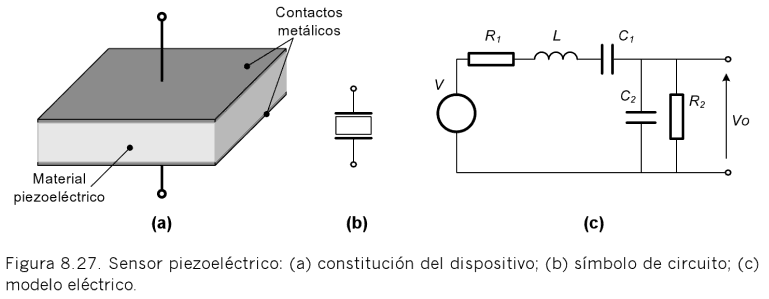 Contactos
metálicos
Material
piezoeléctrico
(a)
(b)
R1
L
C1
V
C2
R2
Vo
(c)
Figura 8.27. Sensor piezoeléctrico: (a) constitución del dispositivo; (b) símbolo de circuito; (c)
modelo eléctrico.